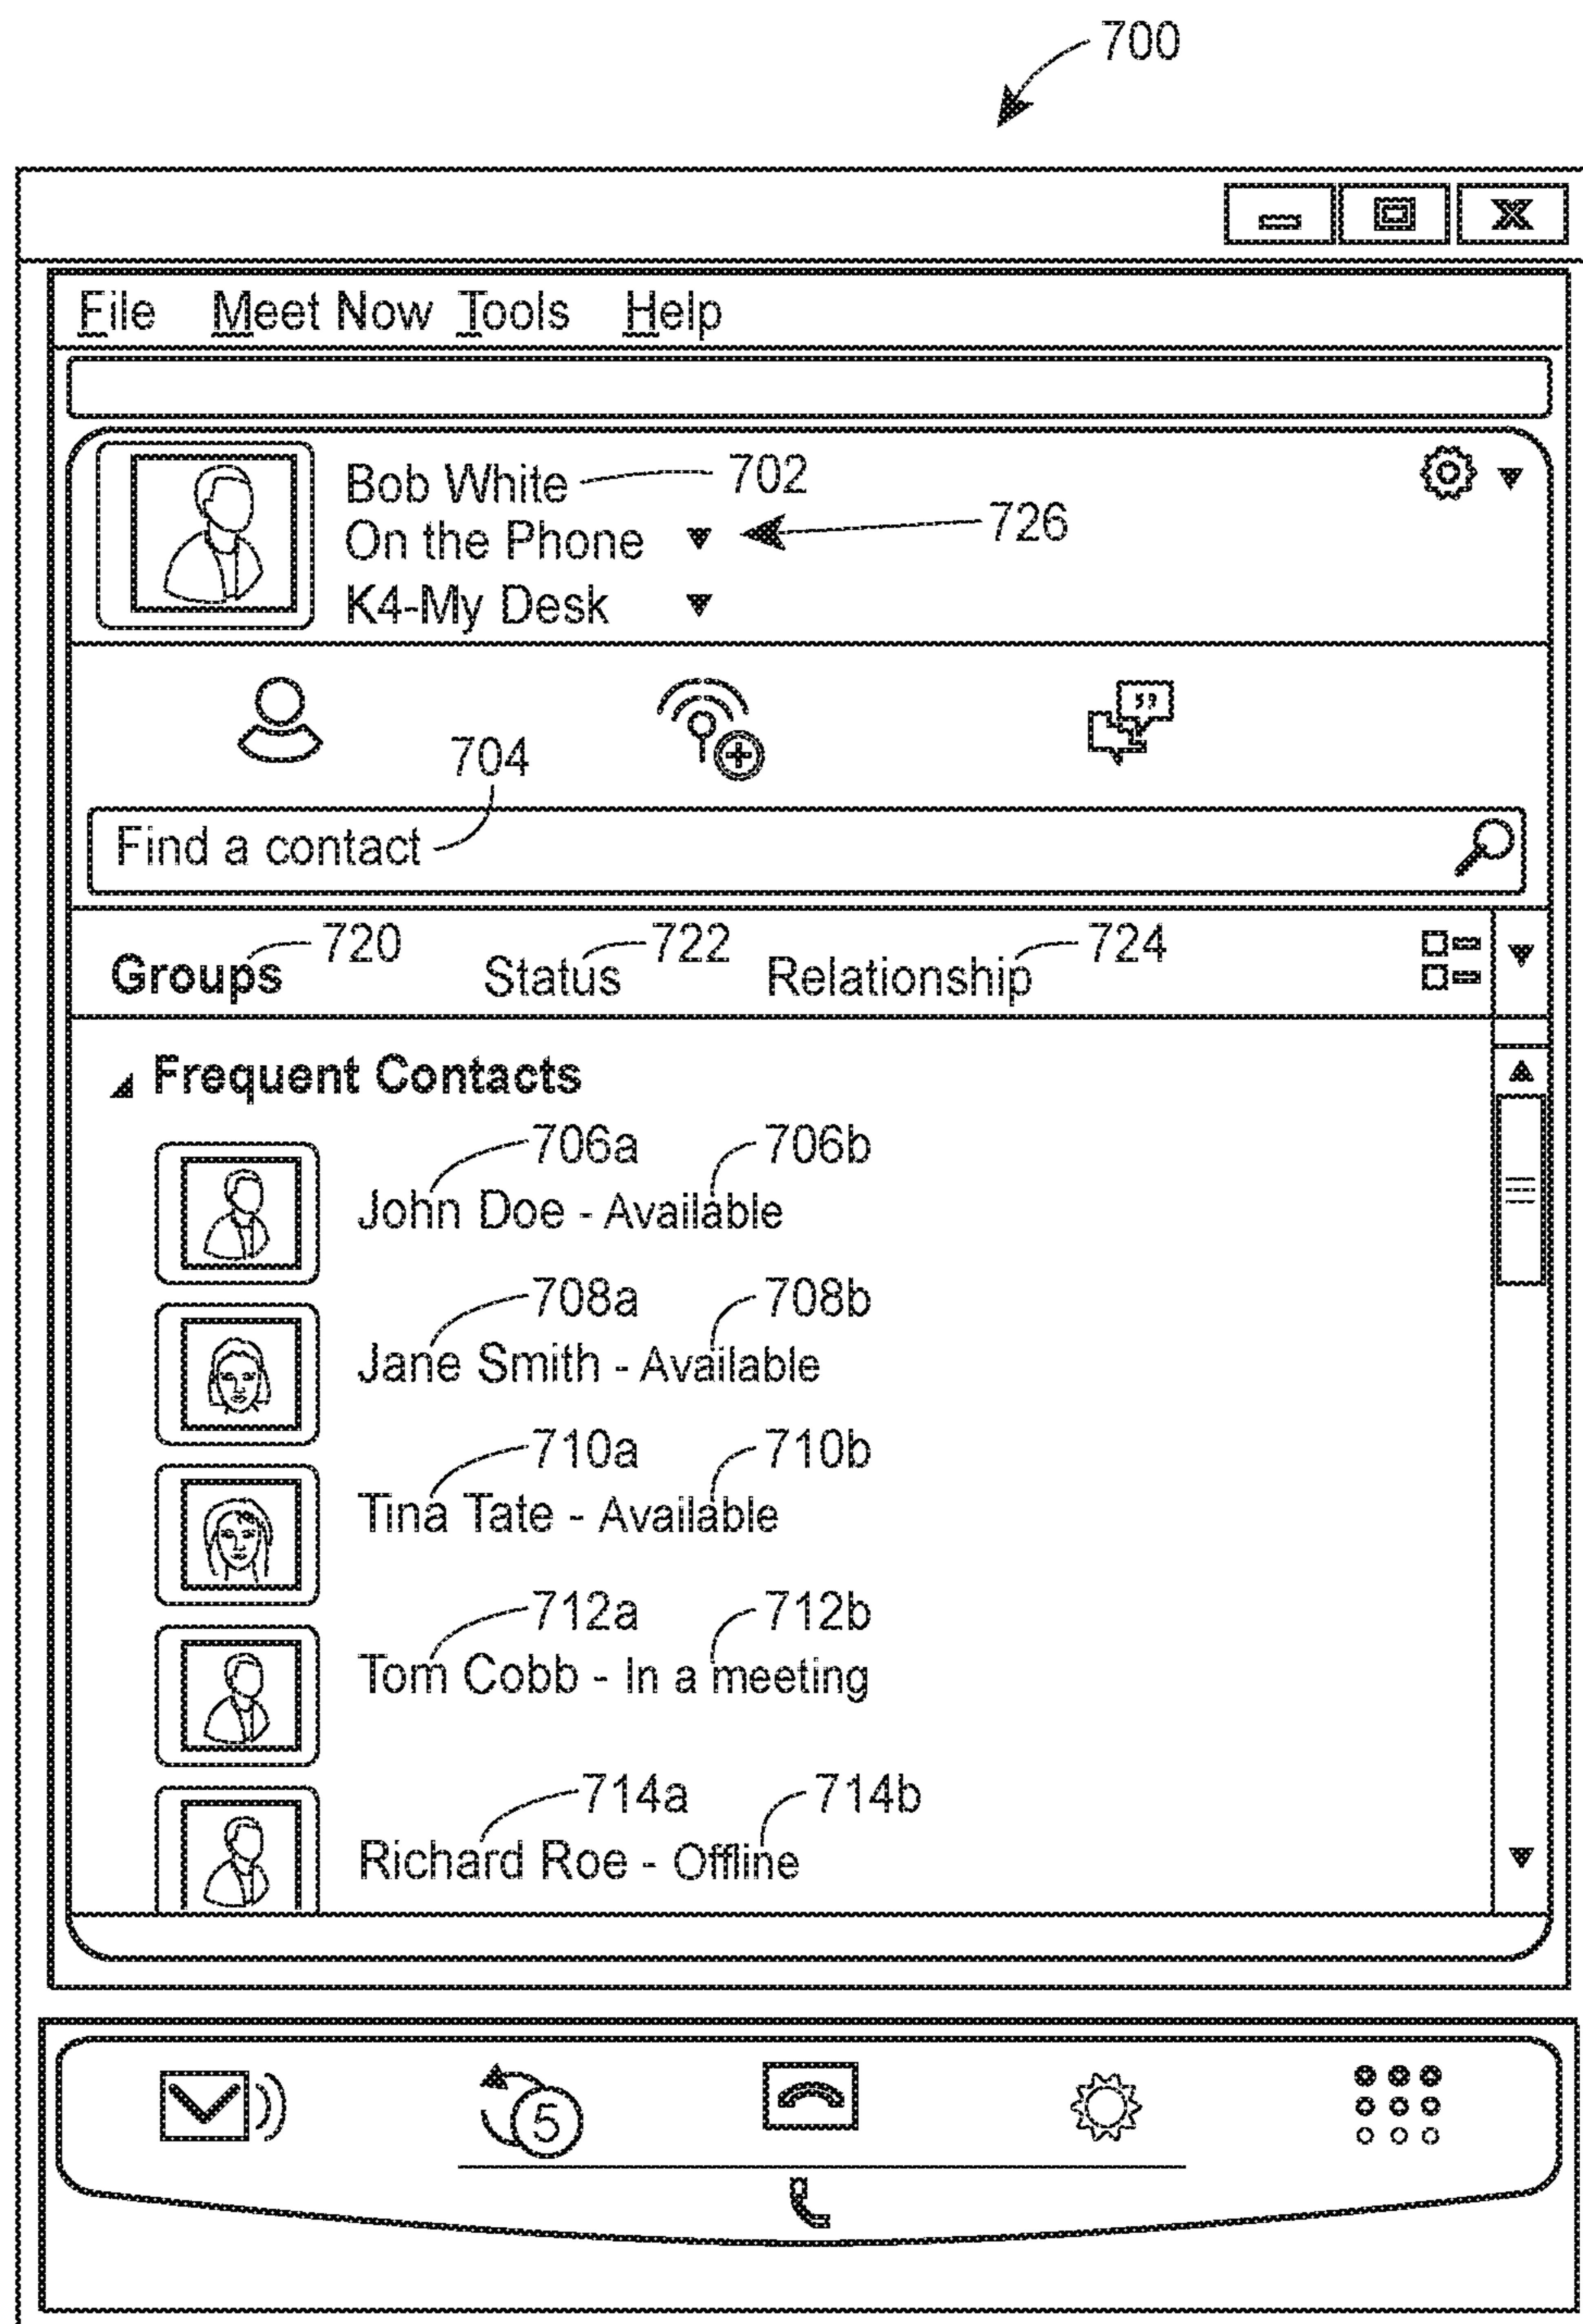 700
X
File Meet Now Tools Help
Bob White 702
On the Phone 726
K4-My Desk
704
Find a contact
720 722 724
Groups Status Relationship
Frequent Contacts
706a 706b
John Doe - Available
708a 708b
Jane Smith - Available
710a 710b
Tina Tate - Available
712a 712b
Tom Cobb - In a meeting
714a 714b
Richard Roe - Offline
5